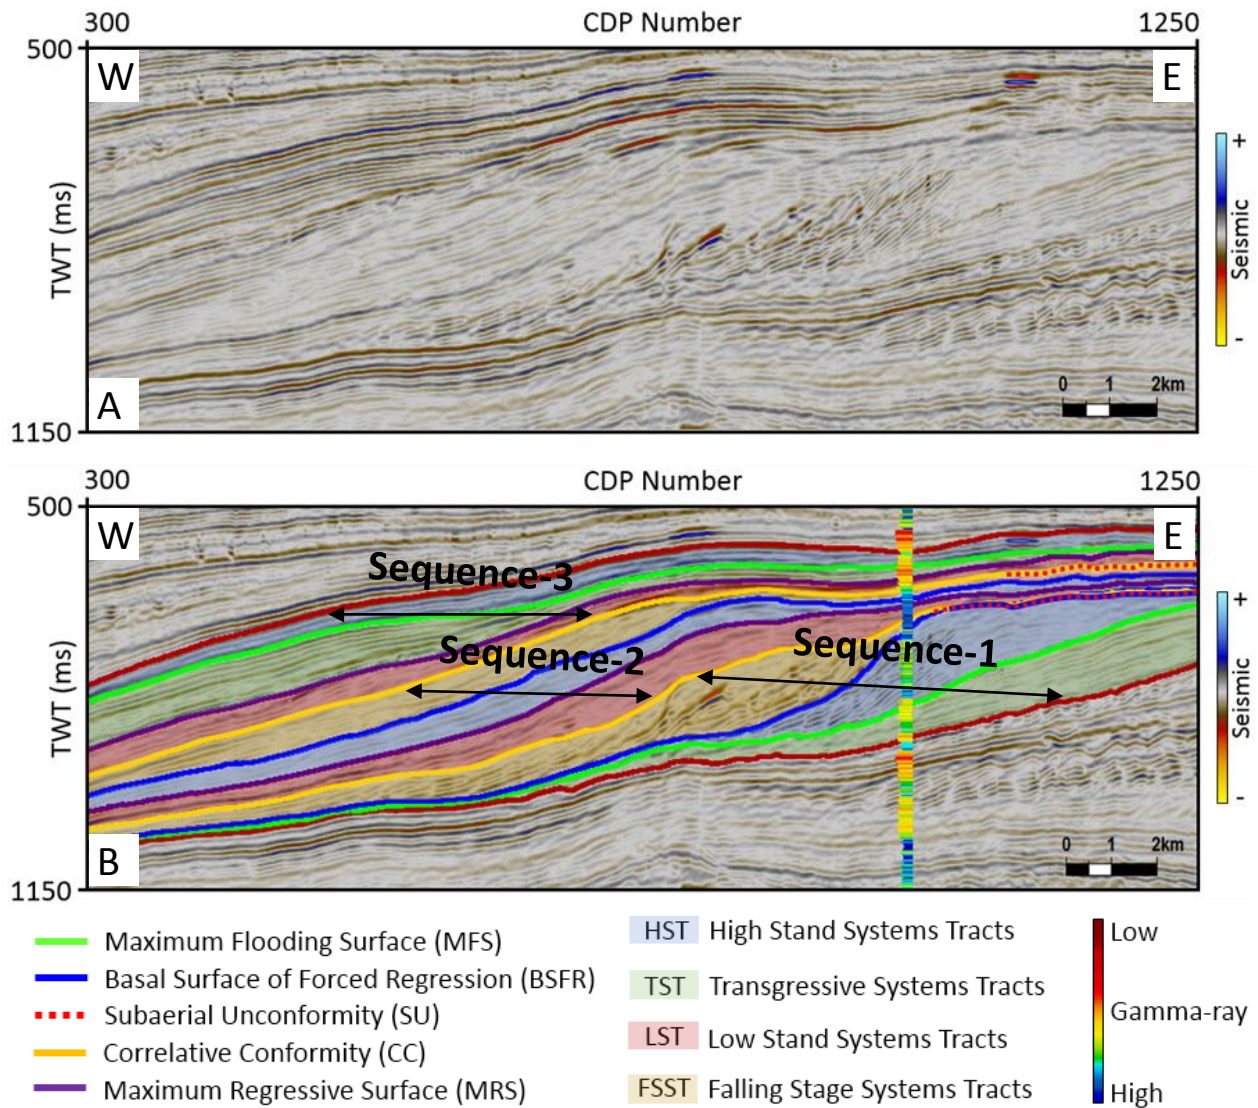 300 CDP Number 1250
500
W E
TWT (ms)
+
Seismic
-
A
0 1 2km
1150
300 CDP Number 1250
500
W E
Sequence-3
Sequence-2 Sequence-1
TWT (ms)
+
Seismic
-
B
0 1 2km
1150
Maximum Flooding Surface (MFS)
Basal Surface of Forced Regression (BSFR)
Subaerial Unconformity (SU)
Correlative Conformity (CC)
Maximum Regressive Surface (MRS)
HST High Stand Systems Tracts
TST Transgressive Systems Tracts
LST Low Stand Systems Tracts
FSST Falling Stage Systems Tracts
Low
Gamma-ray
High